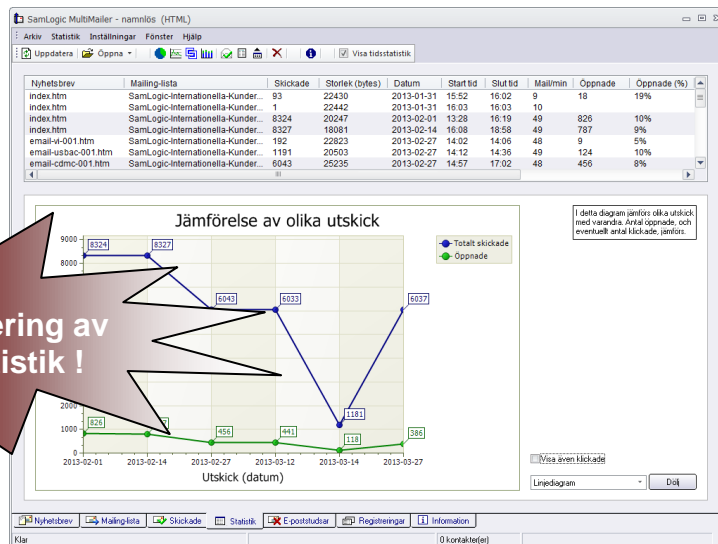 SamLogic MultiMailer - namnlös (HTML)
Arkiv Statistik Inställningar Fönster Hjälp
Uppdatera Öppna Visa tidsstatistik
Nyhetsbrev Mailing-lista Skickade Storlek (bytes) Datum Start tid Slut tid Mail/min Öppnade Öppnade (%)
index.htm SamLogic-Internationella-Kunder... 93 22430 2013-01-31 15:52 16:02 9 18 19%
index.htm SamLogic-Internationella-Kunder... 1 22442 2013-01-31 16:03 16:03 10
index.htm SamLogic-Internationella-Kunder... 8324 20247 2013-02-01 13:28 16:19 49 826 10%
index.htm SamLogic-Internationella-Kunder... 8327 18081 2013-02-14 16:08 18:58 49 787 9%
email-vi-001.htm SamLogic-Internationella-Kunder... 192 22823 2013-02-27 14:02 14:06 48 9 5%
email-usbac-001.htm SamLogic-Internationella-Kunder... 1191 20503 2013-02-27 14:12 14:36 49 124 10%
email-cdmc-001.htm SamLogic-Internationella-Kunder... 6043 25235 2013-02-27 14:57 17:02 48 456 8%
I detta diagram jämförs olika utskick
med varandra. Antal öppnade, och
eventuellt antal klickade, jämförs.
Jämförelse av olika utskick
Totalt skickade
Öppnade
9000
8000
8324 8327 6043 6033 1181 6037
ering av
istik !
2000
1000
0
826 456 441 118 386
2013-02-01 2013-02-14 2013-02-27 2013-03-12 2013-03-14 2013-03-27
Utskick (datum)
Visa även klickade
Linjediagram Dölj
Nyhetsbrev Mailing-lista Skickade Statistik E-poststudsar Registreringar Information
Klar 0 kontakter(er)